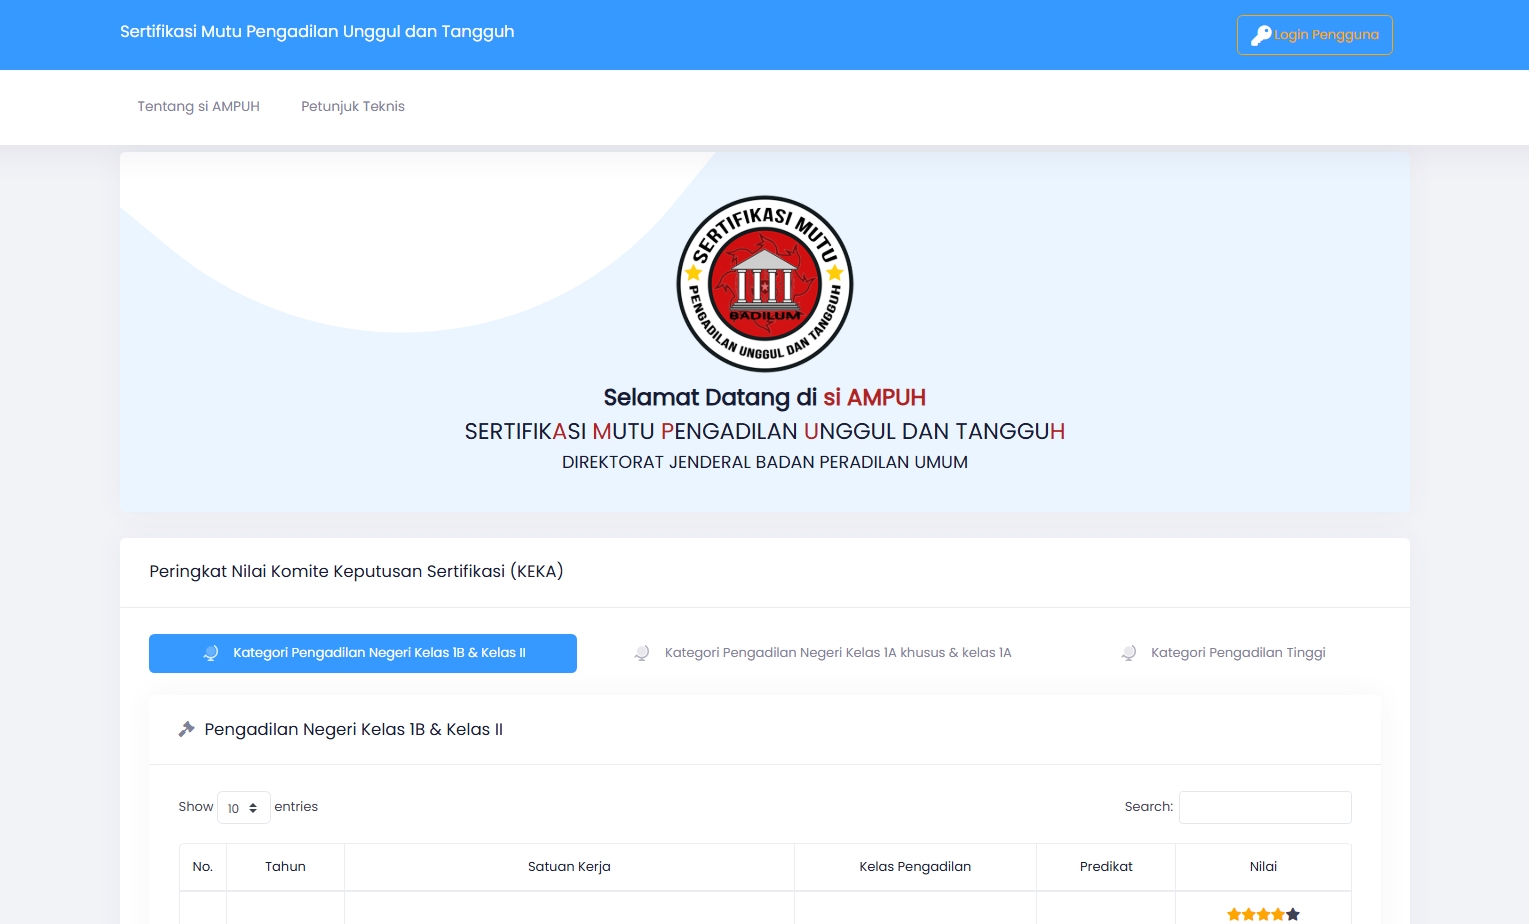 Sertifikasi Mutu Pengadilan Unggul dan Tangguh
Login Pengguna
Tentang si AMPUH
Petunjuk Teknis
SERTIFIKASI MUTU
BADILUM
PENGADILAN UNGGUL DAN TANGGUH
Selamat Datang di si AMPUH
SERTIFIKASI MUTU PENGADILAN UNGGUL DAN TANGGUH
DIREKTORAT JENDERAL BADAN PERADILAN UMUM
Peringkat Nilai Komite Keputusan Sertifikasi (KEKA)
Kategori Pengadilan Negeri Kelas 1B & Kelas II
Kategori Pengadilan Negeri Kelas 1A khusus & kelas 1A
Kategori Pengadilan Tinggi
Pengadilan Negeri Kelas 1B & Kelas II
Show 10 entries
Search:
No.
Tahun
Satuan Kerja
Kelas Pengadilan
Predikat
Nilai